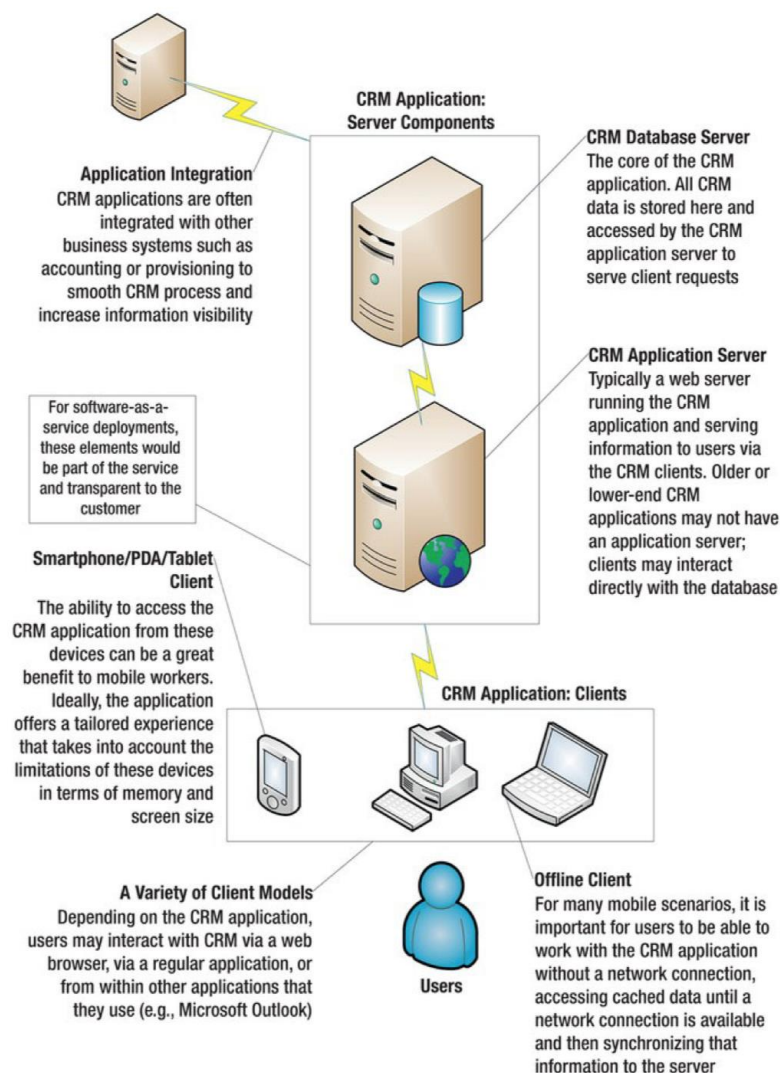 CRM Application:
Server Components
Application Integration
CRM applications are often
integrated with other
business systems such as
accounting or provisioning to
smooth CRM process and
increase information visibility
CRM Database Server
The core of the CRM
application. All CRM
data is stored here and
accessed by the CRM
application server to
serve client requests
For software-as-a-
service deployments,
these elements would
be part of the service
and transparent to the
customer
CRM Application Server
Typically a web server
running the CRM
application and serving
information to users via
the CRM clients. Older or
lower-end CRM
applications may not have
an application server;
clients may interact
directly with the database
Smartphone/PDA/Tablet
Client
The ability to access the
CRM application from these
devices can be a great
benefit to mobile workers.
Ideally, the application
offers a tailored experience
that takes into account the
limitations of these devices
in terms of memory and
screen size
CRM Application: Clients
A Variety of Client Models
Depending on the CRM application,
users may interact with CRM via a web
browser, via a regular application, or
from within other applications that
they use (e.g., Microsoft Outlook)
Users
Offline Client
For many mobile scenarios, it is
important for users to be able to
work with the CRM application
without a network connection,
accessing cached data until a
network connection is available
and then synchronizing that
information to the server